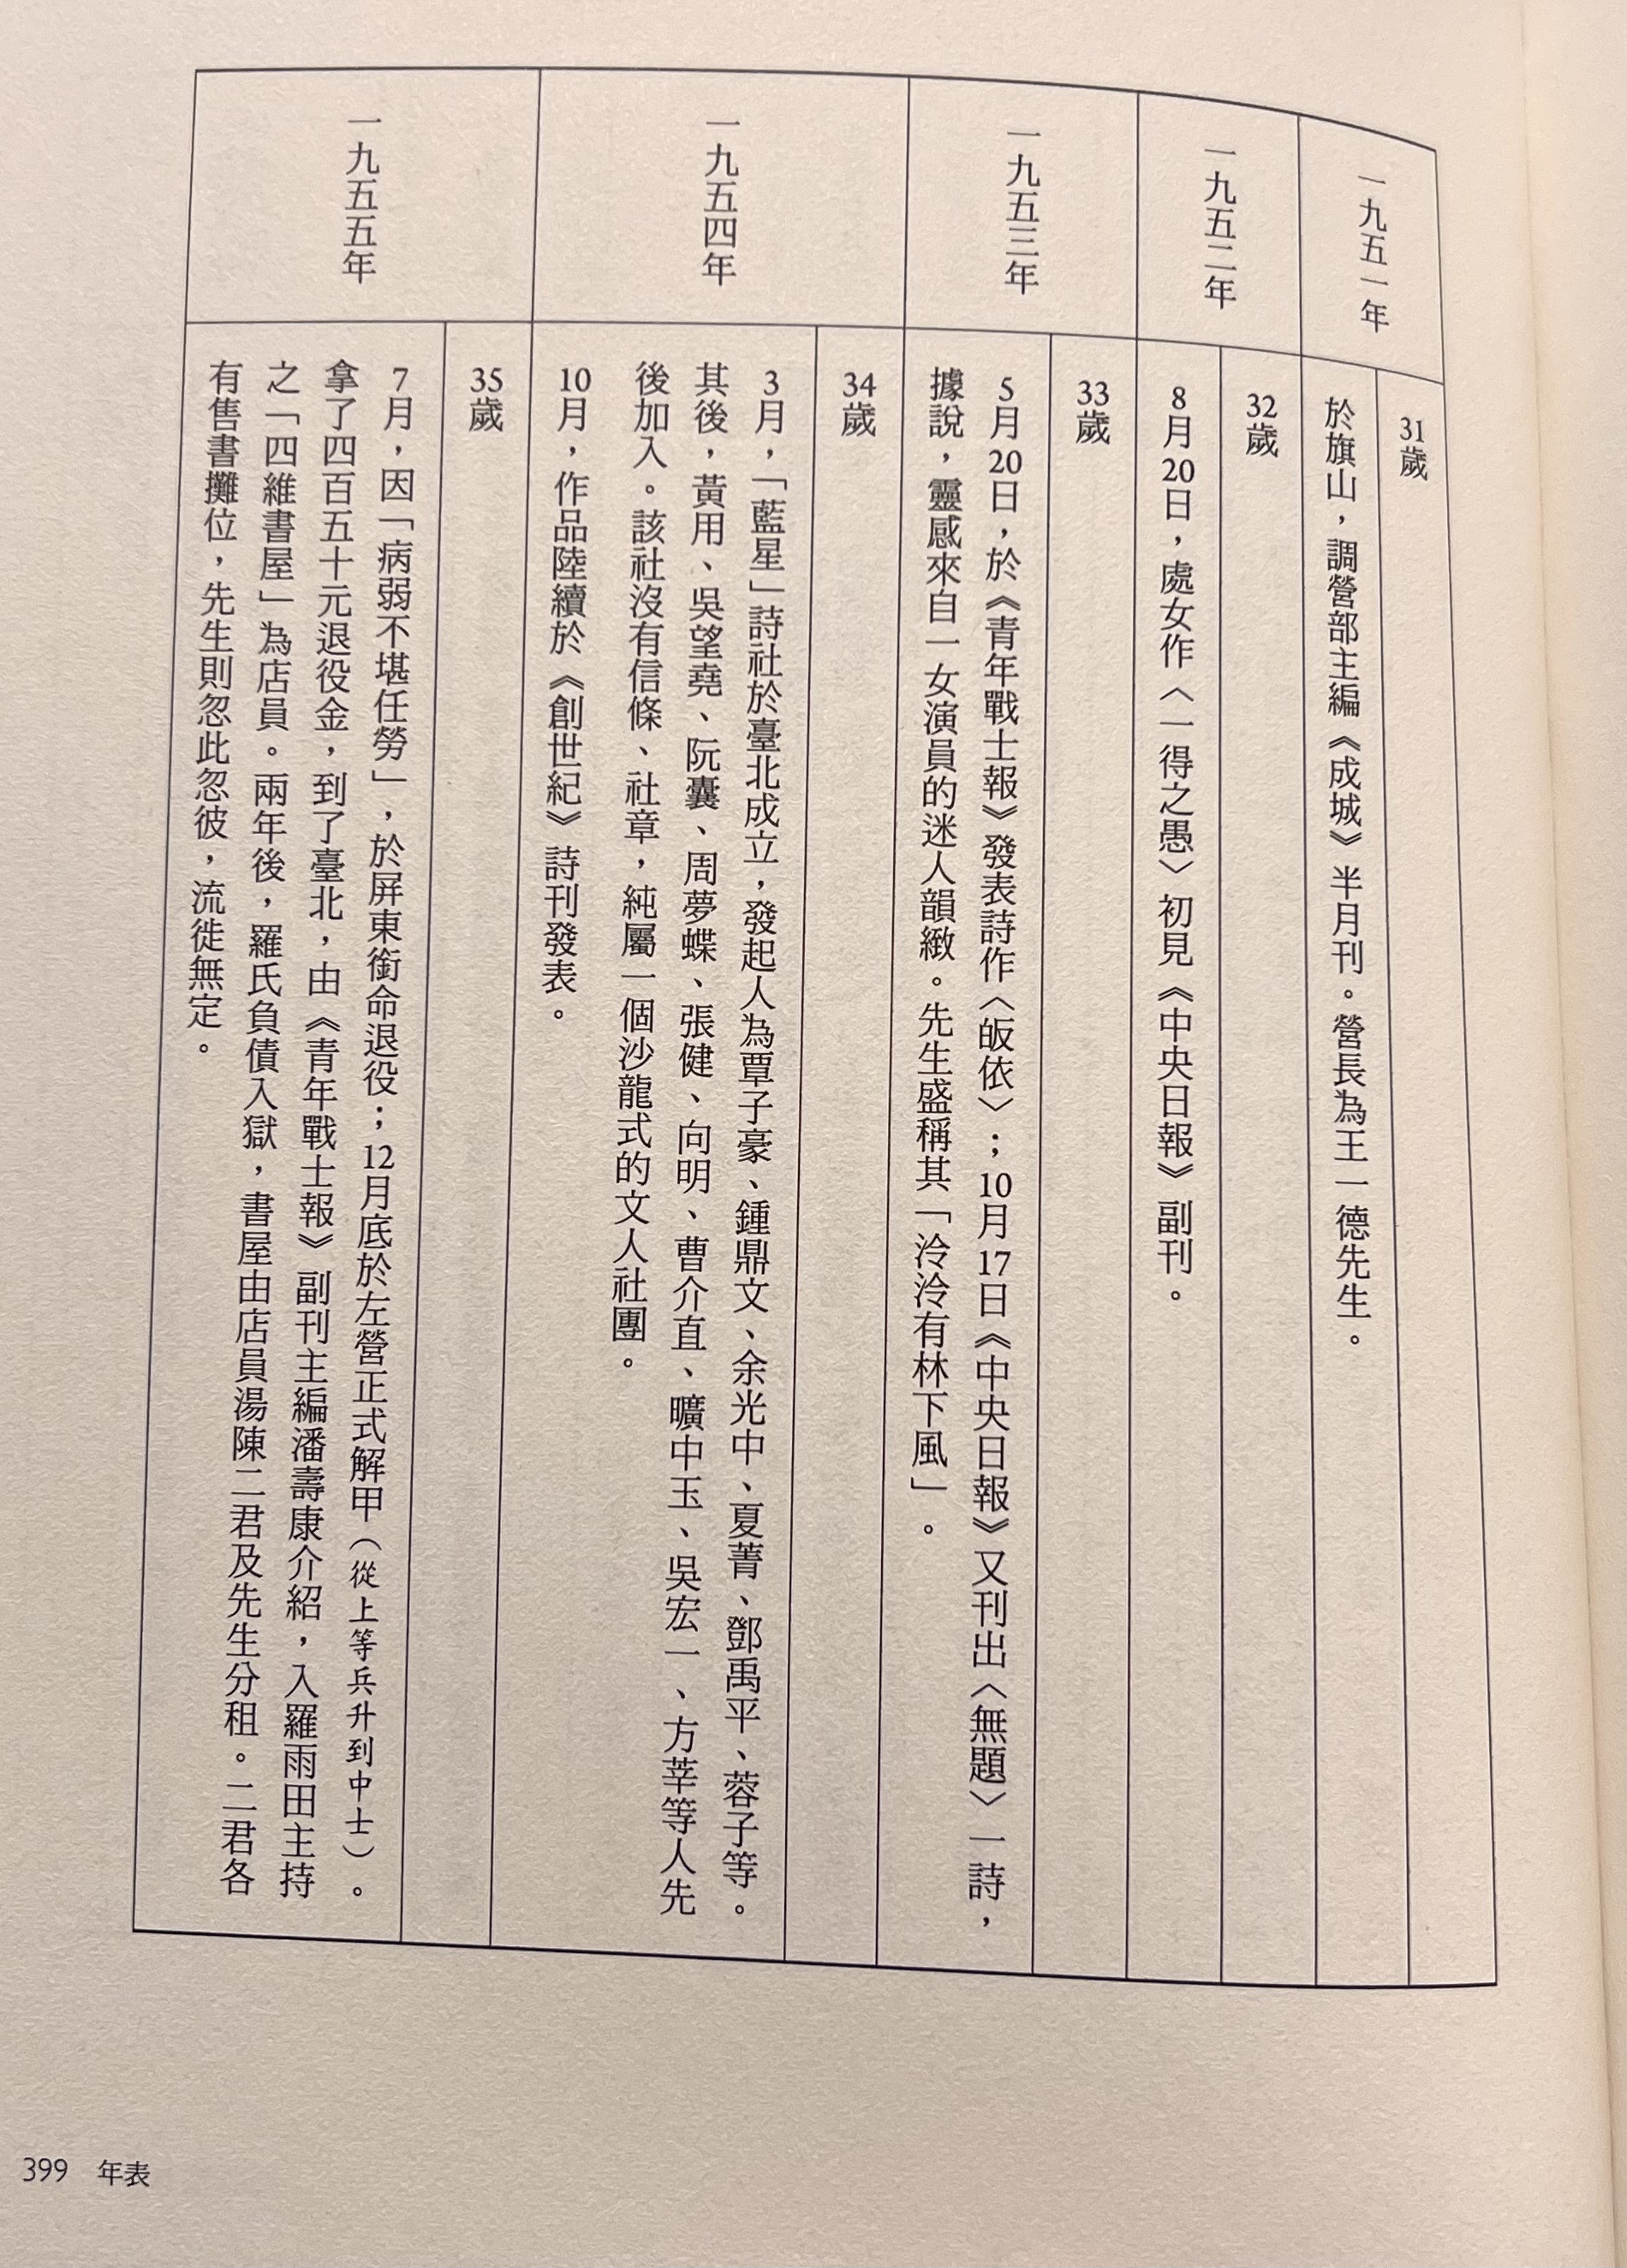 一九五一年
31歲
於旗山，調營部主編《成城》半月刊。營長為王一德先生。
一九五二年
32歲
8月20日，處女作〈一得之愚〉初見《中央日報》副刊。
一九五三年
33歲
5月20日，於《青年戰士報》發表詩作〈皈依〉；10月17日《中央日報》又刊出〈無題〉一詩，
據說，靈感來自一女演員的迷人韻緻。先生盛稱其「泠泠有林下風」。
一九五四年
34歲
3月，「藍星」詩社於臺北成立，發起人為覃子豪、鍾鼎文、余光中、夏菁、鄧禹平、蓉子等。
其後，黃用、吳望堯、阮囊、周夢蝶、張健、向明、曹介直、曠中玉、吳宏一、方莘等人先
後加入。該社沒有信條、社章，純屬一個沙龍式的文人社團。
10月，作品陸續於《創世紀》詩刊發表。
一九五五年
35歲
7月，因「病弱不堪任勞」，於屏東銜命退役；12月底於左營正式解甲（從上等兵升到中士）。
拿了四百五十元退役金，到了臺北，由《青年戰士報》副刊主編潘壽康介紹，入羅雨田主持
之「四維書屋」為店員。兩年後，羅氏負債入獄，書屋由店員湯陳二君及先生分租。二君各
有售書攤位，先生則忽此忽彼，流徙無定。
399 年表